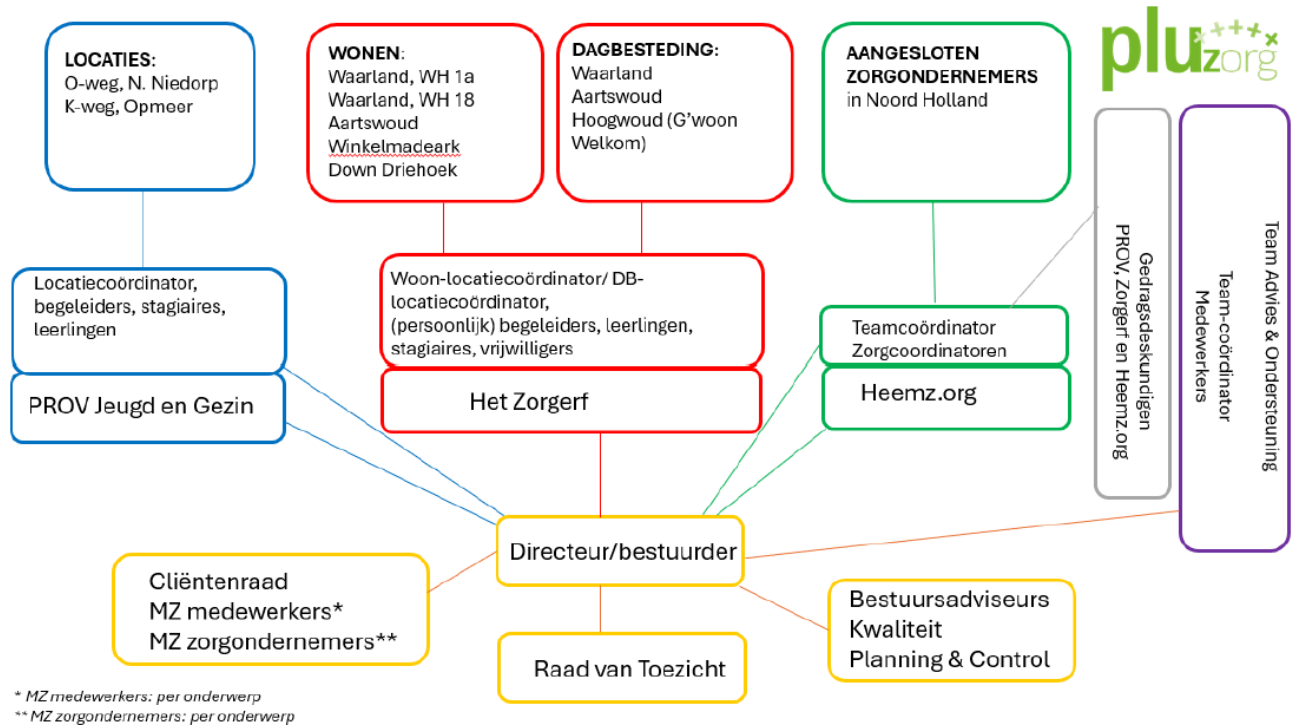 LOCATIES:
O-weg, N. Niedorp
K-weg, Opmeer
WONEN:
Waarland, WH 1a
Waarland, WH 18
Aartswoud
Winkelmadeark
Down Driehoek
DAGBESTEDING:
Waarland
Aartswoud
Hoogwoud (G'woon
Welkom)
AANGESLOTEN
ZORGONDERNEMERS
in Noord Holland
pluzorg
Locatiecoördinator,
begeleiders, stagiaires,
leerlingen
PROV Jeugd en Gezin
Woon-locatiecoördinator/ DB-
locatiecoördinator,
(persoonlijk) begeleiders, leerlingen,
stagiaires, vrijwilligers
Het Zorgerf
Teamcoördinator
Zorgcoordinatoren
Heemz.org
Gedragsdeskundigen
PROV, Zorgerf en Heemz.org
Team Advies & Ondersteuning
Team-coördinator
Medewerkers
Directeur/bestuurder
Cliëntenraad
MZ medewerkers*
MZ zorgondernemers**
Raad van Toezicht
Bestuursadviseurs
Kwaliteit
Planning & Control
* MZ medewerkers: per onderwerp
** MZ zorgondernemers: per onderwerp